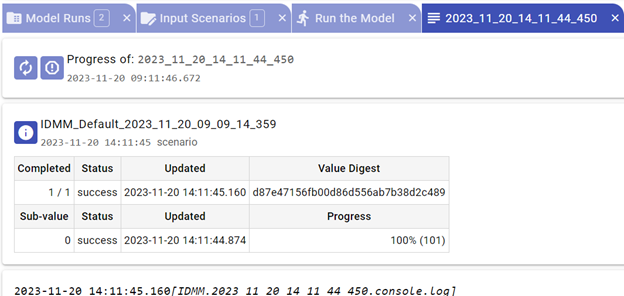 Model Runs 2 × Input Scenarios 1 × Run the Model × 2023_11_20_14_11_44_450 ×
Progress of: 2023_11_20_14_11_44_450
2023-11-20 09:11:46.672
IDMM_Default_2023_11_20_09_09_14_359
2023-11-20 14:11:45 scenario
Completed Status Updated Value Digest
1 / 1 success 2023-11-20 14:11:45.160 d87e47156fb00d86d556ab7b38d2c489
Sub-value Status Updated Progress
0 success 2023-11-20 14:11:44.874 100% (101)
2023-11-20 14:11:45.160[IDMM.2023_11_20_14_11_44_450.console.log]